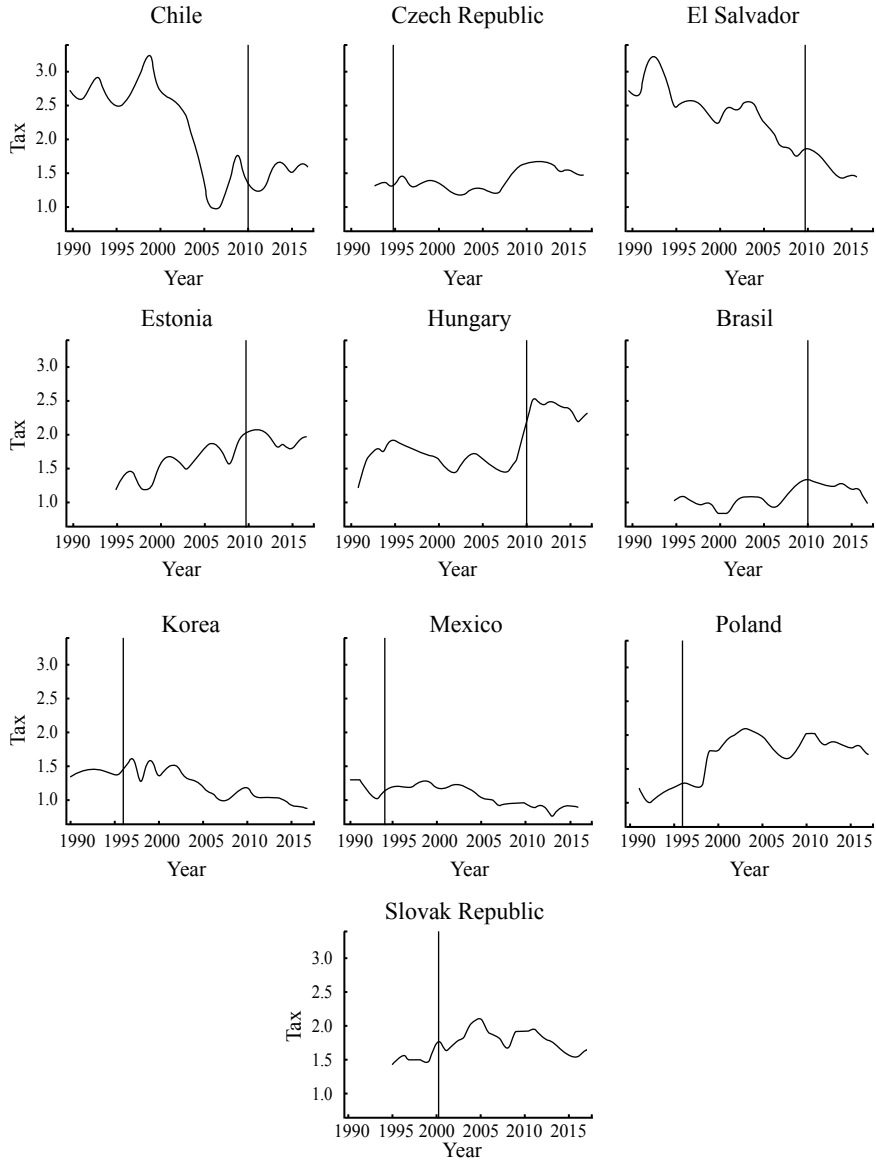 Chile Czech Republic El Salvador
3.0
2.5
2.0
1.5
1.0
Tax
1990 1995 2000 2005 2010 2015 1990 1995 2000 2005 2010 2015 1990 1995 2000 2005 2010 2015
Year Year Year
Estonia Hungary Brasil
3.0
2.5
2.0
1.5
1.0
Tax
1990 1995 2000 2005 2010 2015 1990 1995 2000 2005 2010 2015 1990 1995 2000 2005 2010 2015
Year Year Year
Korea Mexico Poland
3.0
2.5
2.0
1.5
1.0
Tax
1990 1995 2000 2005 2010 2015 1990 1995 2000 2005 2010 2015 1990 1995 2000 2005 2010 2015
Year Year Year
Slovak Republic
3.0
2.5
2.0
1.5
1.0
Tax
1990 1995 2000 2005 2010 2015
Year